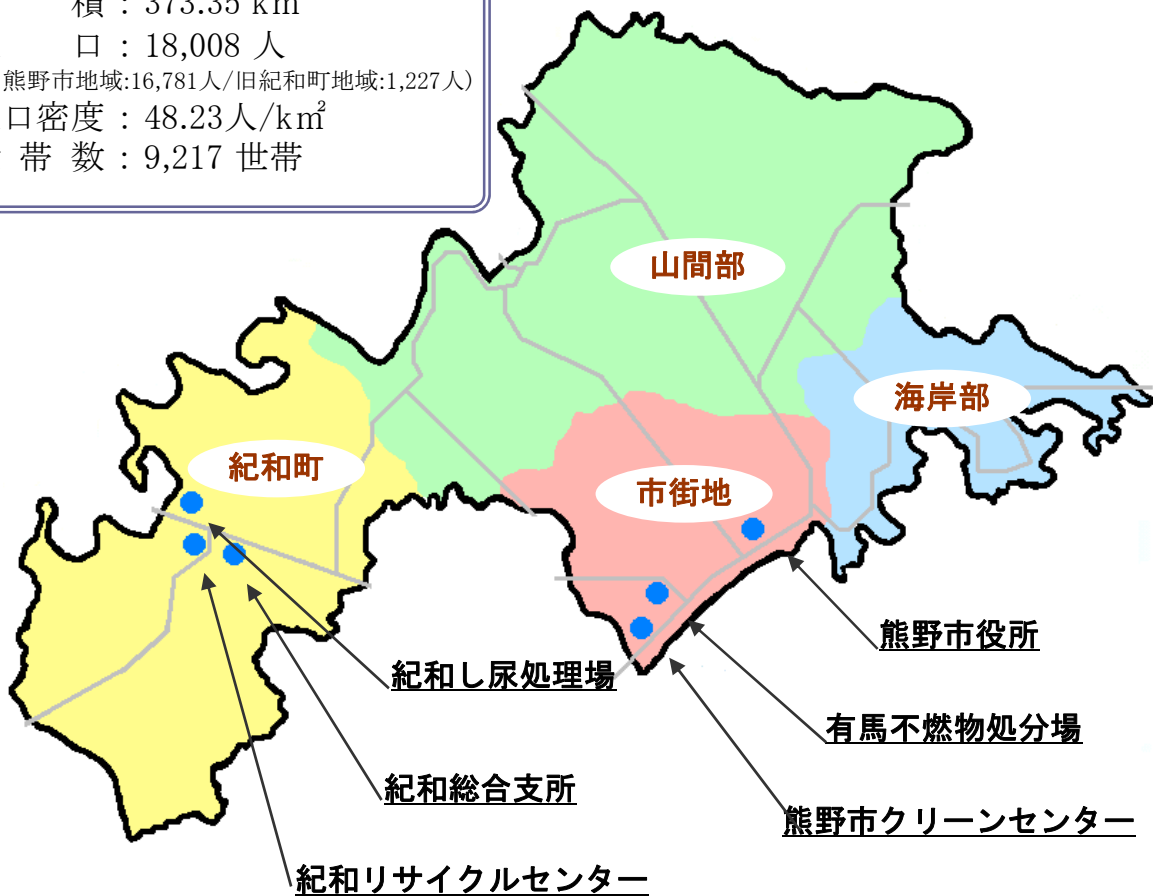 積 : 373.35 km
口 : 18,008 人
熊野市地域:16,781人/旧紀和町地域:1,227人)
口密度 : 48.23人/k㎡
帯 数 : 9,217 世帯
山間部
海岸部
紀和町
市街地
熊野市役所
紀和し尿処理場
有馬不燃物処分場
紀和総合支所
熊野市クリーンセンター
紀和リサイクルセンター